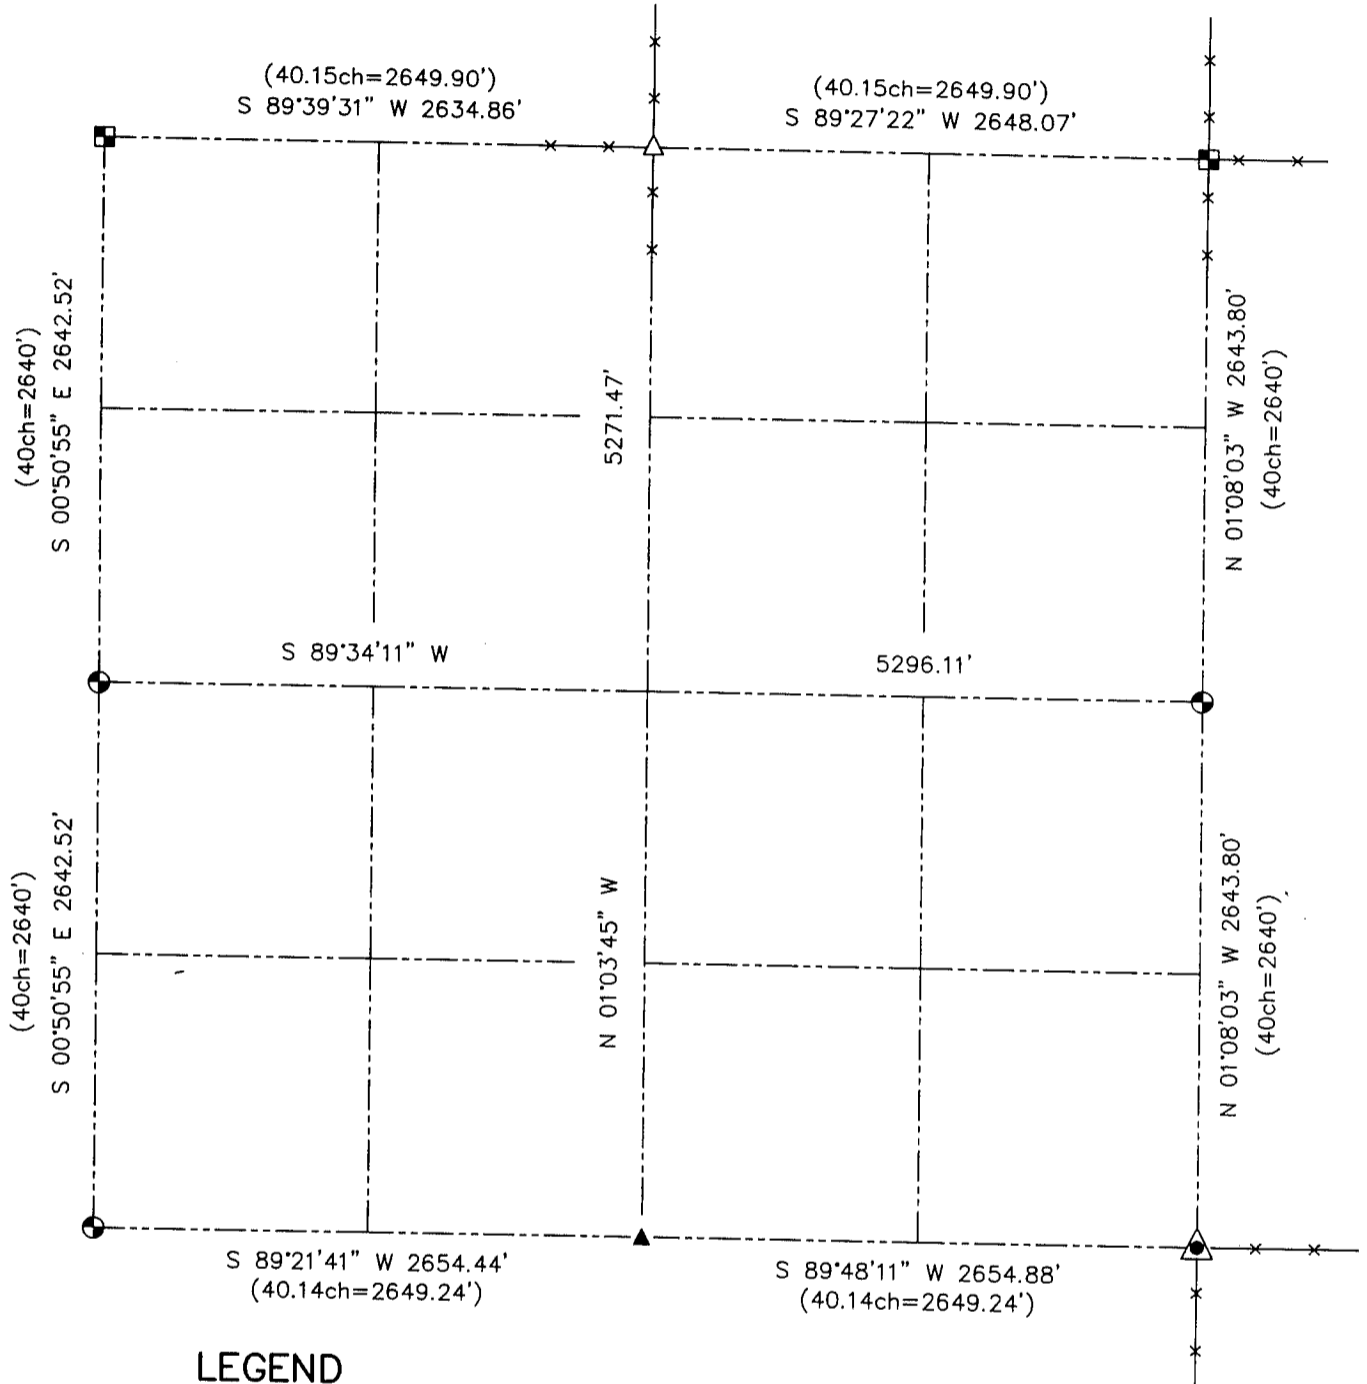 (40.15ch=2649.90')
S 89°39'31" W 2634.86'
(40.15ch=2649.90')
S 89°27'22" W 2648.07'
(40ch=2640')
S 00°50'55" E 2642.52'
5271.47'
N 01°08'03" W 2643.80'
(40ch=2640')
S 89°34'11" W
5296.11'
(40ch=2640')
S 00°50'55" E 2642.52'
N 01°03'45" W
N 01°08'03" W 2643.80'
(40ch=2640')
S 89°21'41" W 2654.44'
(40.14ch=2649.24')
S 89°48'11" W 2654.88'
(40.14ch=2649.24')
LEGEND